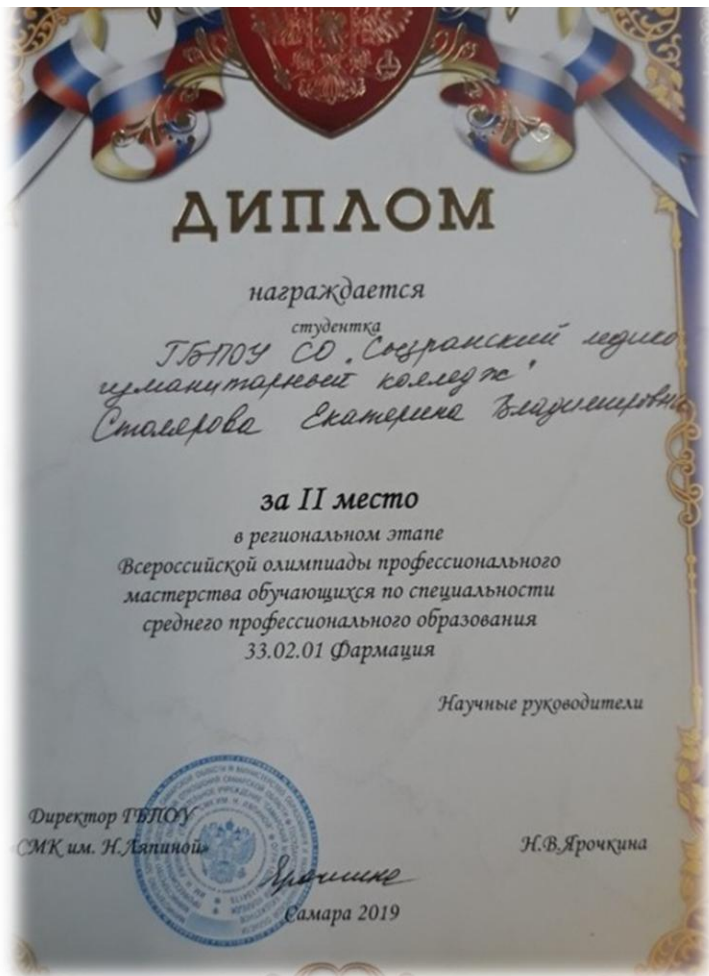 ДИПЛОМ
награждается
студентка
ГБПОУ СО „Сызранский медико
гуманитарный колледж"
Столярова Екатерина Владимировна
за II место
в региональном этапе
Всероссийской олимпиады профессионального
мастерства обучающихся по специальности
среднего профессионального образования
33.02.01 Фармация
Научные руководители
Директор ГБПОУ
«СМК им. Н.Ляпиной»
Н.В.Ярочкина
Самара 2019